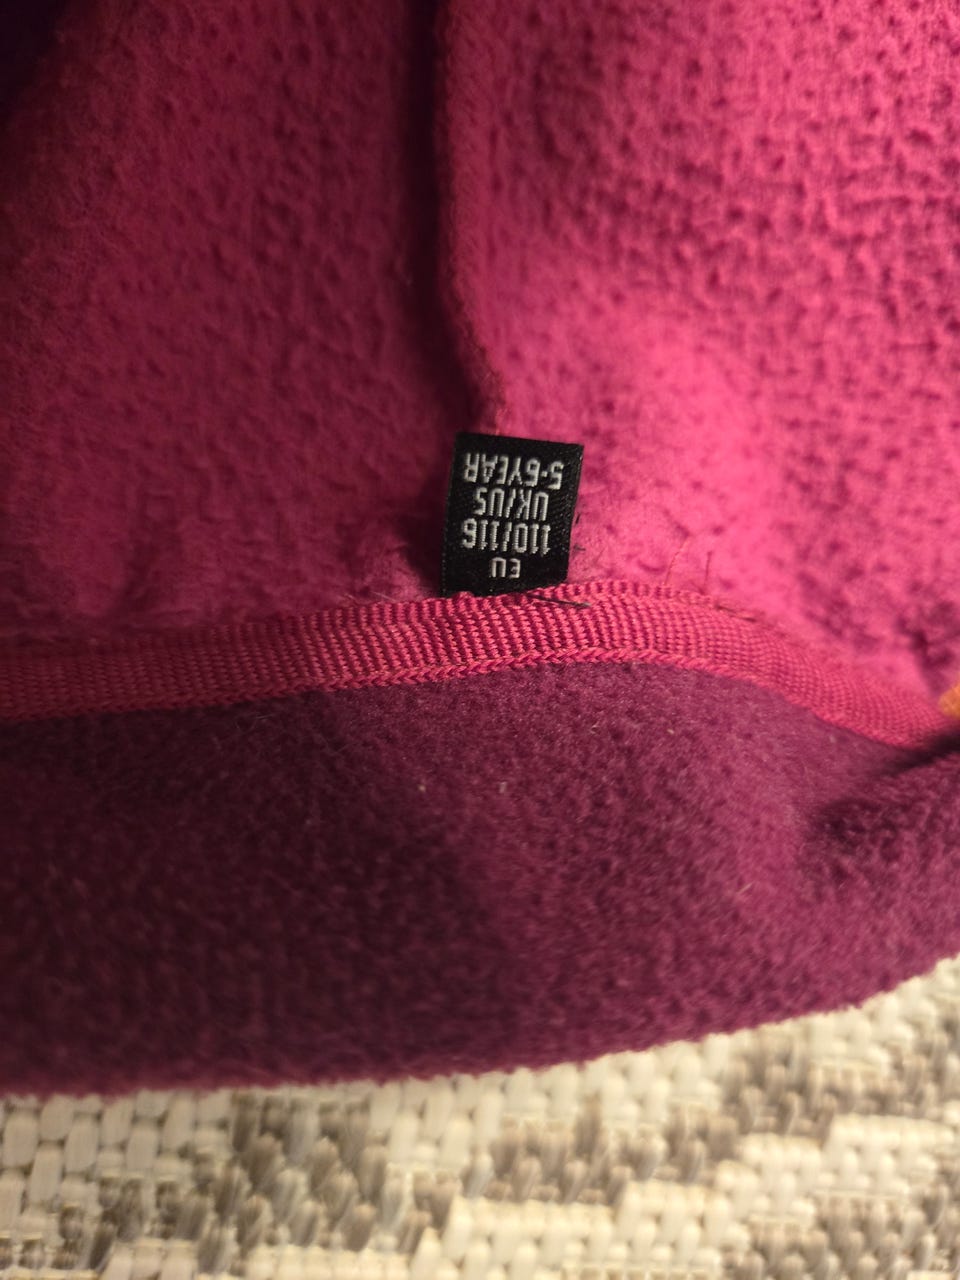 EU
110/116
UK/US
5-6YEAR